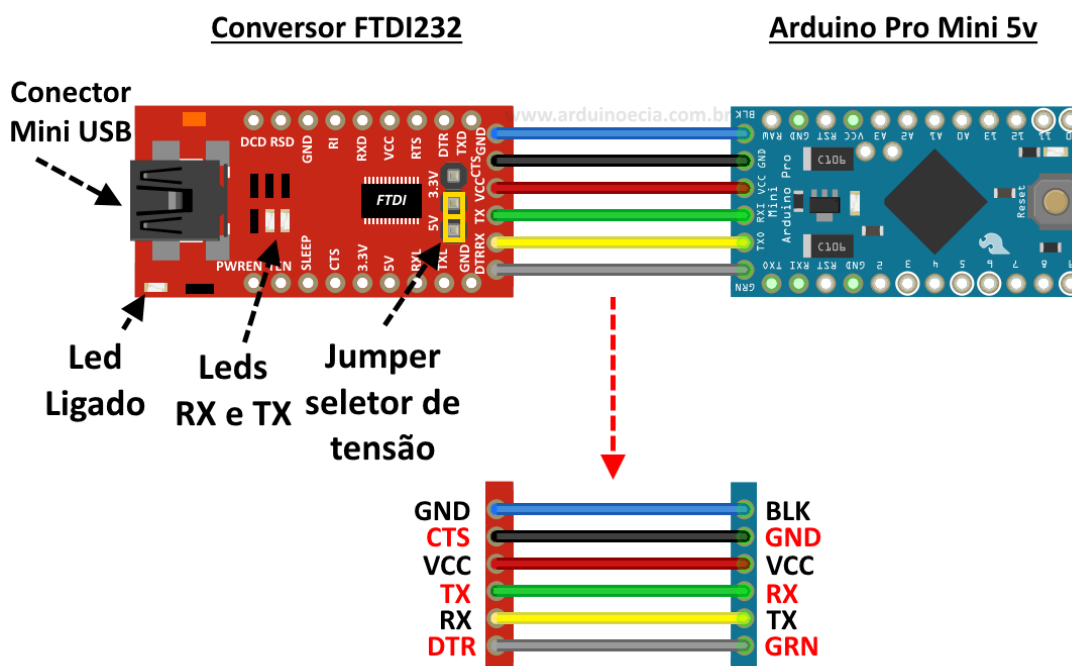 Conversor FTDI232
Arduino Pro Mini 5v
Conector
Mini USB
www.arduinoecia.com.br
DCD RSD GND RI RXD VCC RTS DTR TXD
GND
CTS
VCC
TX
RX
DTR
3.3V
5V
FTDI
PWREN TEN SLEEP CTS 3.3V 5V RXL TXL GND
BLK
GND
VCC
RXI
TXO
GRN
RAW GND RST VCC A3 A2 A1 A0 13 12 11
C106
Arduino Pro
Mini
C106
Reset
TXO RXI RST GND 2 3 4 5 6 7 8
Led
Ligado
Leds
RX e TX
Jumper
seletor de
tensão
GND BLK
CTS GND
VCC VCC
TX RX
RX TX
DTR GRN